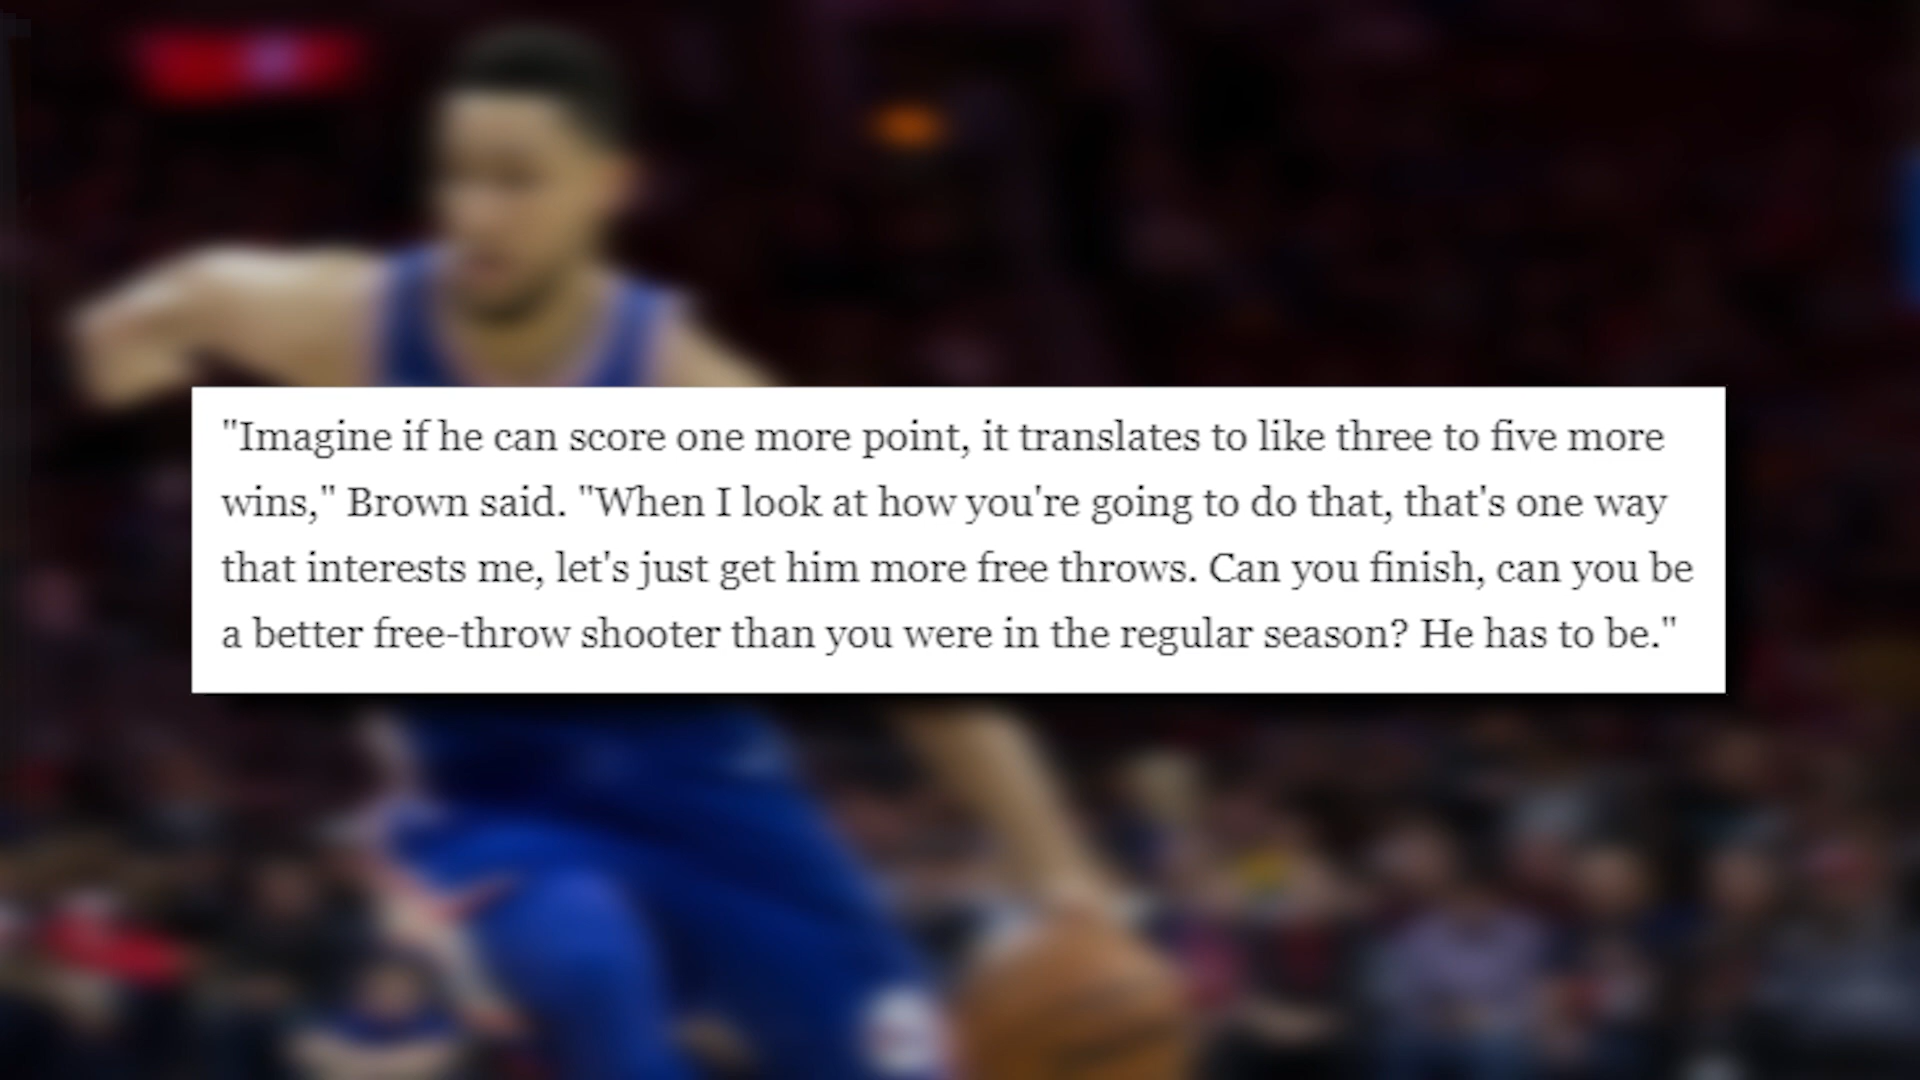 "Imagine if he can score one more point, it translates to like three to five more
wins," Brown said. "When I look at how you're going to do that, that's one way
that interests me, let's just get him more free throws. Can you finish, can you be
a better free-throw shooter than you were in the regular season? He has to be."